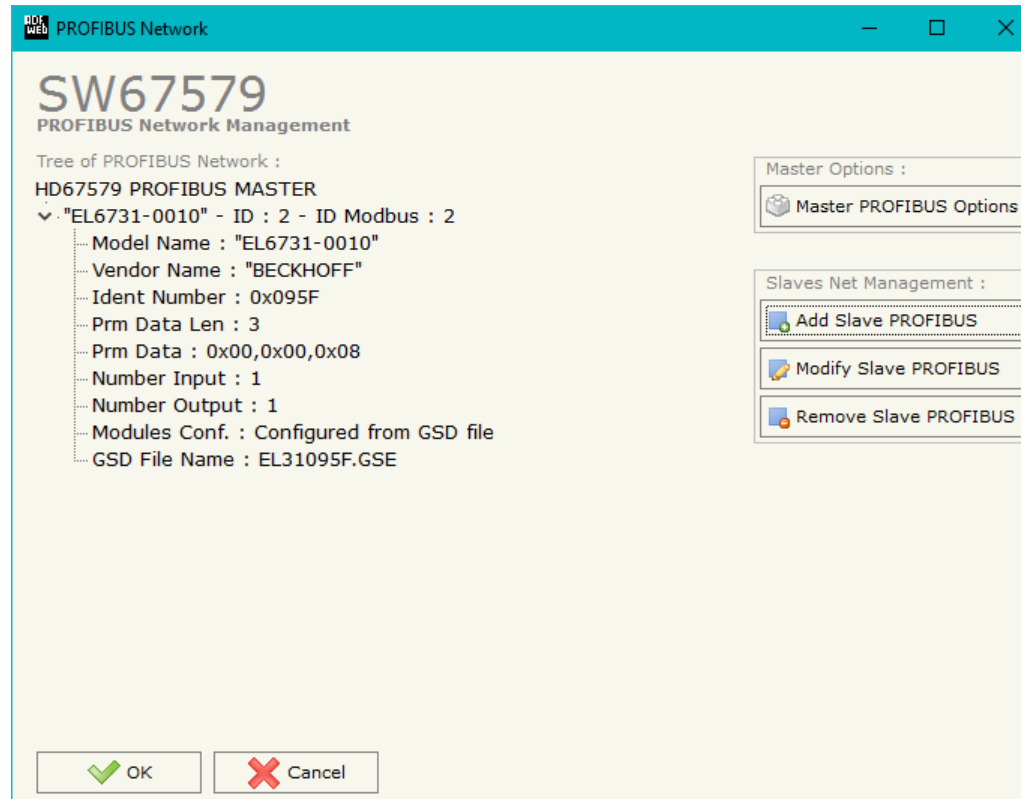 ADF
WEB
PROFIBUS Network
SW67579
PROFIBUS Network Management
Tree of PROFIBUS Network :
HD67579 PROFIBUS MASTER
"EL6731-0010" - ID : 2 - ID Modbus : 2
Model Name : "EL6731-0010"
Vendor Name : "BECKHOFF"
Ident Number : 0x095F
Prm Data Len : 3
Prm Data : 0x00,0x00,0x08
Number Input : 1
Number Output : 1
Modules Conf. : Configured from GSD file
GSD File Name : EL31095F.GSE
Master Options :
Master PROFIBUS Options
Slaves Net Management :
Add Slave PROFIBUS
Modify Slave PROFIBUS
Remove Slave PROFIBUS
OK
Cancel